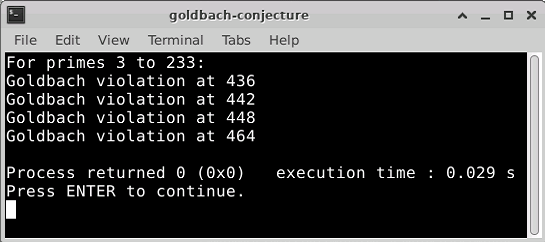 goldbach-conjecture
File Edit View Terminal Tabs Help
For primes 3 to 233:
Goldbach violation at 436
Goldbach violation at 442
Goldbach violation at 448
Goldbach violation at 464
Process returned 0 (0x0)   execution time : 0.029 s
Press ENTER to continue.